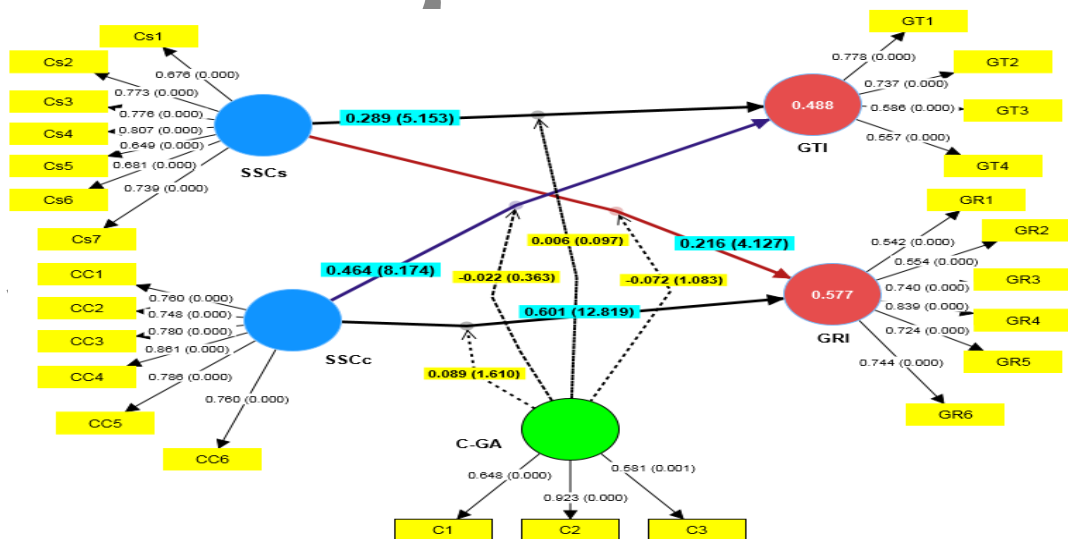 Cs1
Cs2
Cs3
Cs4
Cs5
Cs6
Cs7
0.676 (0.000)
0.773 (0.000)
0.776 (0.000)
0.807 (0.000)
0.649 (0.000)
0.681 (0.000)
0.739 (0.000)
SSCs
0.289 (5.153)
GT1
GT2
GT3
GT4
0.778 (0.000)
0.737 (0.000)
0.586 (0.000)
0.557 (0.000)
0.488
GTI
GR1
GR2
GR3
GR4
GR5
GR6
0.542 (0.000)
0.554 (0.000)
0.740 (0.000)
0.839 (0.000)
0.724 (0.000)
0.744 (0.000)
0.577
GRI
0.006 (0.097)
0.216 (4.127)
0.464 (8.174)
-0.022 (0.363)
-0.072 (1.083)
0.601 (12.819)
0.089 (1.610)
CC1
CC2
CC3
CC4
CC5
CC6
0.760 (0.000)
0.748 (0.000)
0.780 (0.000)
0.861 (0.000)
0.786 (0.000)
0.760 (0.000)
SSCc
C-GA
0.648 (0.000)
0.923 (0.000)
0.581 (0.001)
C1
C2
C3